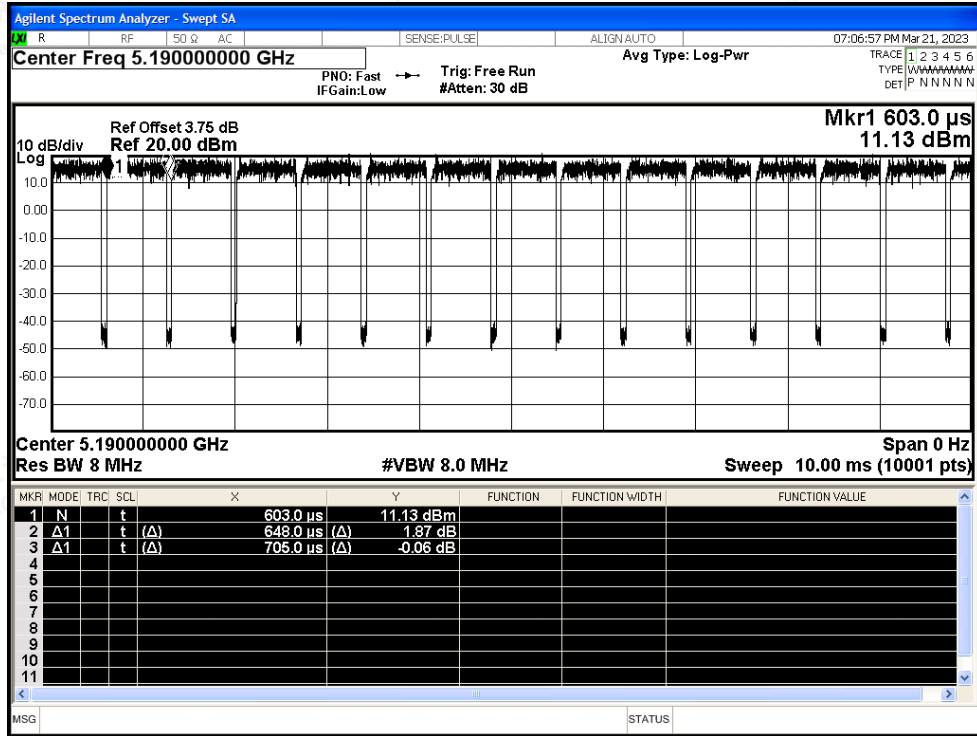 Agilent Spectrum Analyzer - Swept SA
LXI R RF 50 Ω AC SENSE:PULSE ALIGN AUTO 07:06:57 PM Mar 21, 2023
Center Freq 5.190000000 GHz
PNO: Fast
IFGain:Low
Trig: Free Run
#Atten: 30 dB
Avg Type: Log-Pwr
TRACE 1 2 3 4 5 6
TYPE WWWWWW
DET P N N N N N
Mkr1 603.0 µs
11.13 dBm
Ref Offset 3.75 dB
10 dB/div Ref 20.00 dBm
Log
1
10.0
0.00
-10.0
-20.0
-30.0
-40.0
-50.0
-60.0
-70.0
Center 5.190000000 GHz Span 0 Hz
Res BW 8 MHz #VBW 8.0 MHz Sweep 10.00 ms (10001 pts)
MKR MODE TRC SCL X Y FUNCTION FUNCTION WIDTH FUNCTION VALUE
1 N t 603.0 µs 11.13 dBm
2 Δ1 t (Δ) 648.0 µs (Δ) 1.87 dB
3 Δ1 t (Δ) 705.0 µs (Δ) -0.06 dB
4
5
6
7
8
9
10
11
MSG STATUS